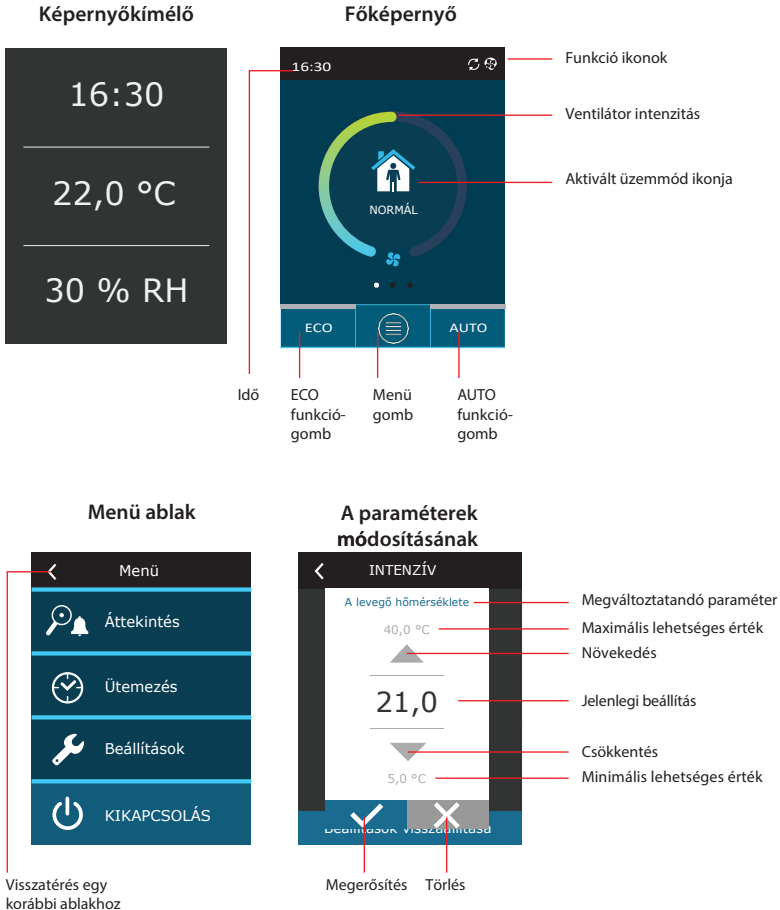 Képernyőkímélő
Főképernyő
16:30
22,0 °C
30 % RH
16:30
NORMÁL
ECO
AUTO
Funkció ikonok
Ventilátor intenzitás
Aktivált üzemmód ikonja
Idő
ECO
funkció-
gomb
Menü
gomb
AUTO
funkció-
gomb
Menü ablak
A paraméterek
módosításának
Menü
Áttekintés
Ütemezés
Beállítások
KIKAPCSOLÁS
Visszatérés egy
korábbi ablakhoz
INTENZÍV
A levegő hőmérséklete
40,0 °C
21,0
5,0 °C
Beállítások visszaállítása
Megváltoztatandó paraméter
Maximális lehetséges érték
Növekedés
Jelenlegi beállítás
Csökkentés
Minimális lehetséges érték
Megerősítés
Törlés